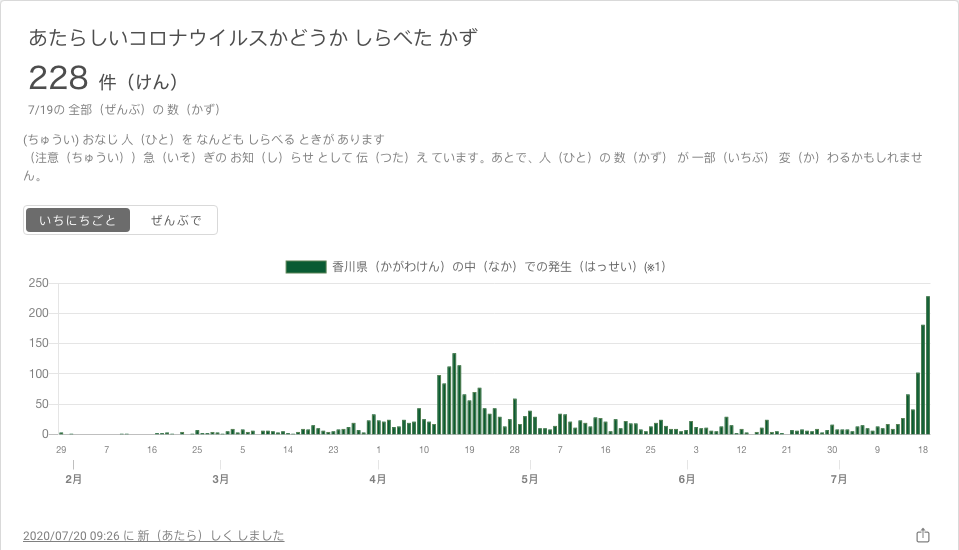 あたらしいコロナウイルスかどうか しらべた かず
228 件（けん）
7/19の 全部（ぜんぶ）の 数（かず）
(ちゅうい) おなじ 人（ひと）を なんども しらべる ときが あります
（注意（ちゅうい））急（いそ）ぎの お知（し）らせ として 伝（つた）え ています。あとで、人（ひと）の 数（かず） が 一部（いちぶ） 変（か）わるかもしれませ
ん。
いちにちごと ぜんぶで
香川県（かがわけん）の中（なか）での発生（はっせい）(※1)
250
200
150
100
50
0
29 7 16 25 5 14 23 1 10 19 28 7 16 25 3 12 21 30 9 18
2月 3月 4月 5月 6月 7月
2020/07/20 09:26 に 新（あたら）しく しました